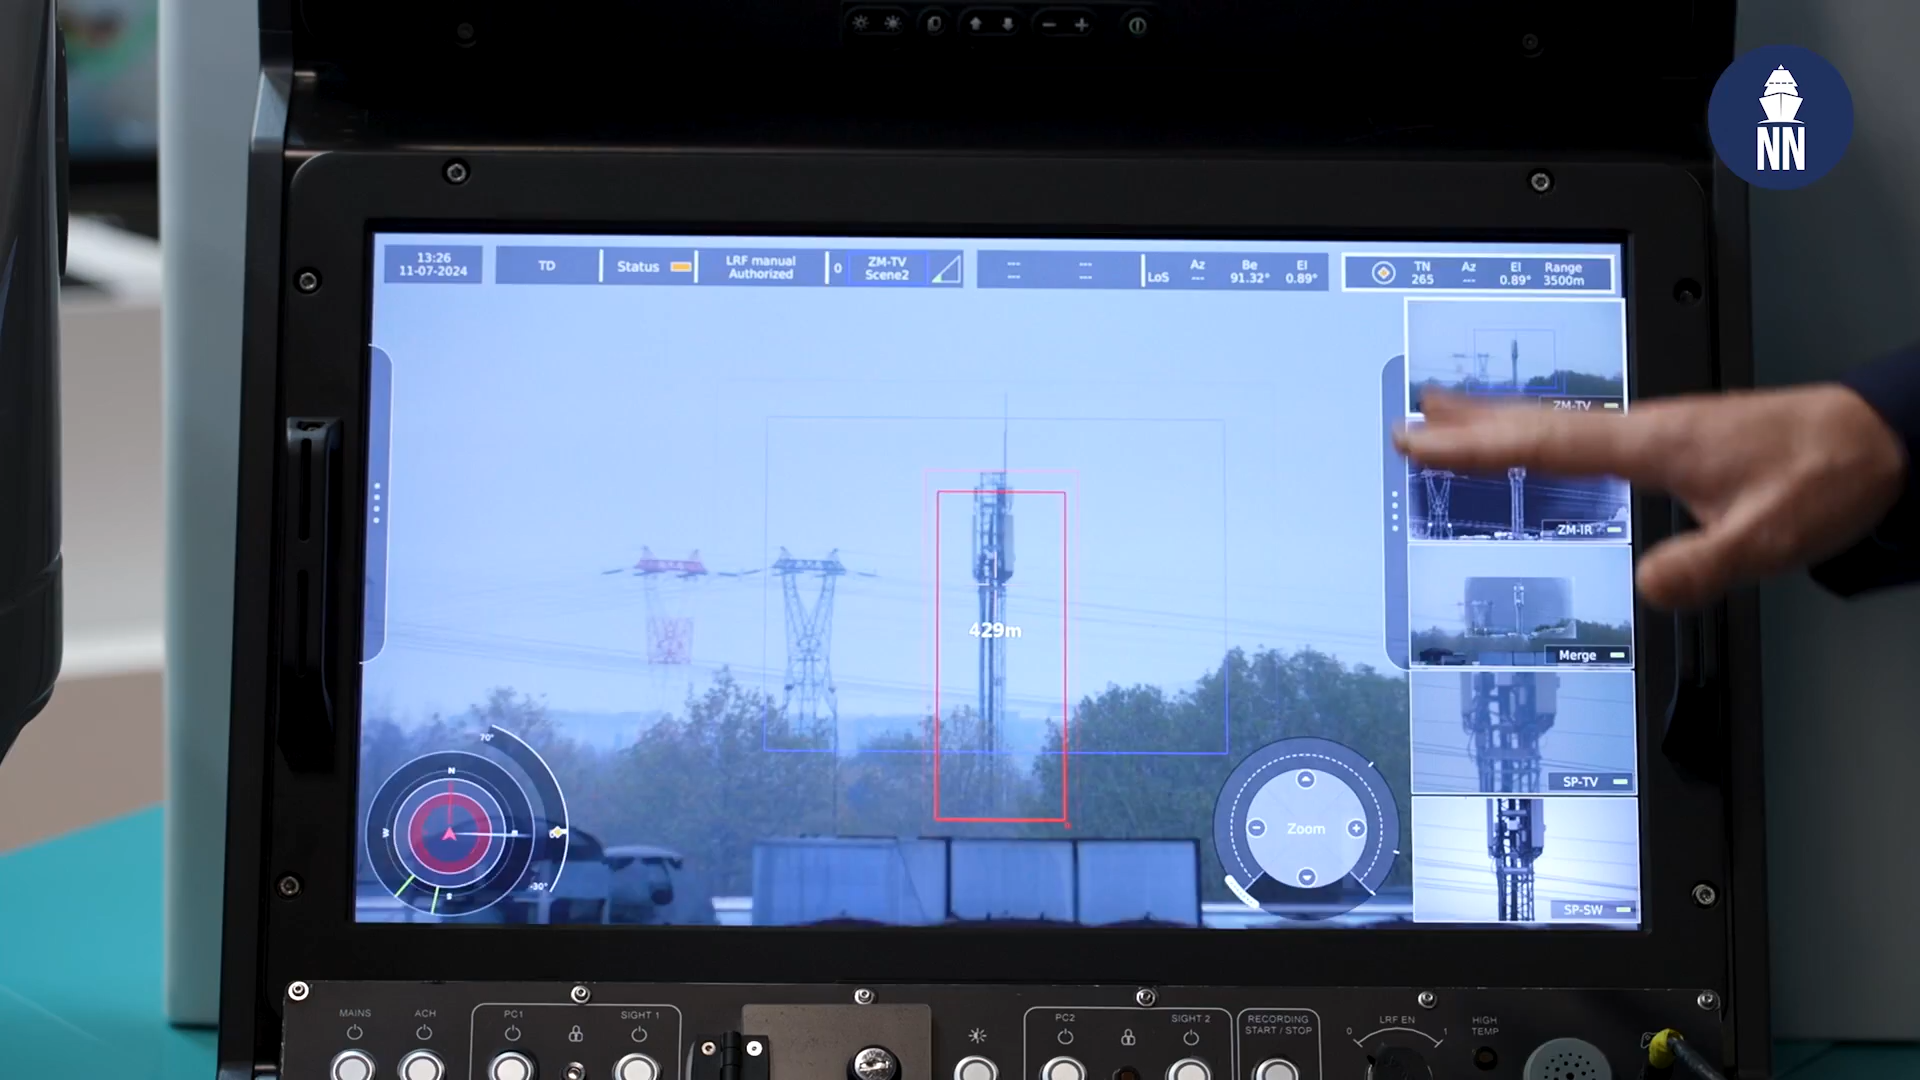 NN
13:26
11-07-2024
TD
Status
LRF manual
Authorized
0
ZM-TV
Scene2
--- ---
--- ---
LoS
Az Be El
--- 91.32° 0.89°
TN Az El Range
265 --- 0.89° 3500m
ZM-TV
ZM-IR
Merge
SP-TV
SP-SW
429m
70°
N
W
S
-30°
Zoom
MAINS
ACH
PC1
SIGHT 1
PC2
SIGHT 2
RECORDING
START / STOP
LRF EN
0 1
HIGH
TEMP